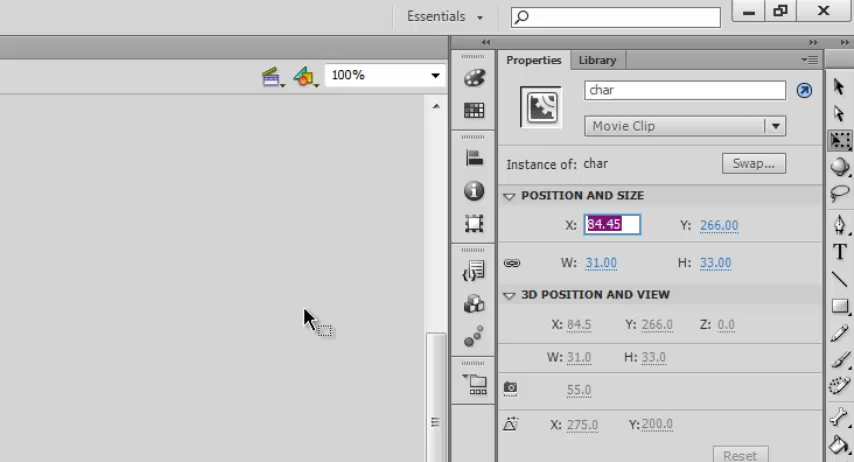 Essentials
100%
Properties Library
char
Movie Clip
Instance of: char Swap...
POSITION AND SIZE
X: 84.45 Y: 266.00
W: 31.00 H: 33.00
3D POSITION AND VIEW
X: 84.5 Y: 266.0 Z: 0.0
W: 31.0 H: 33.0
55.0
X: 275.0 Y: 200.0
Reset